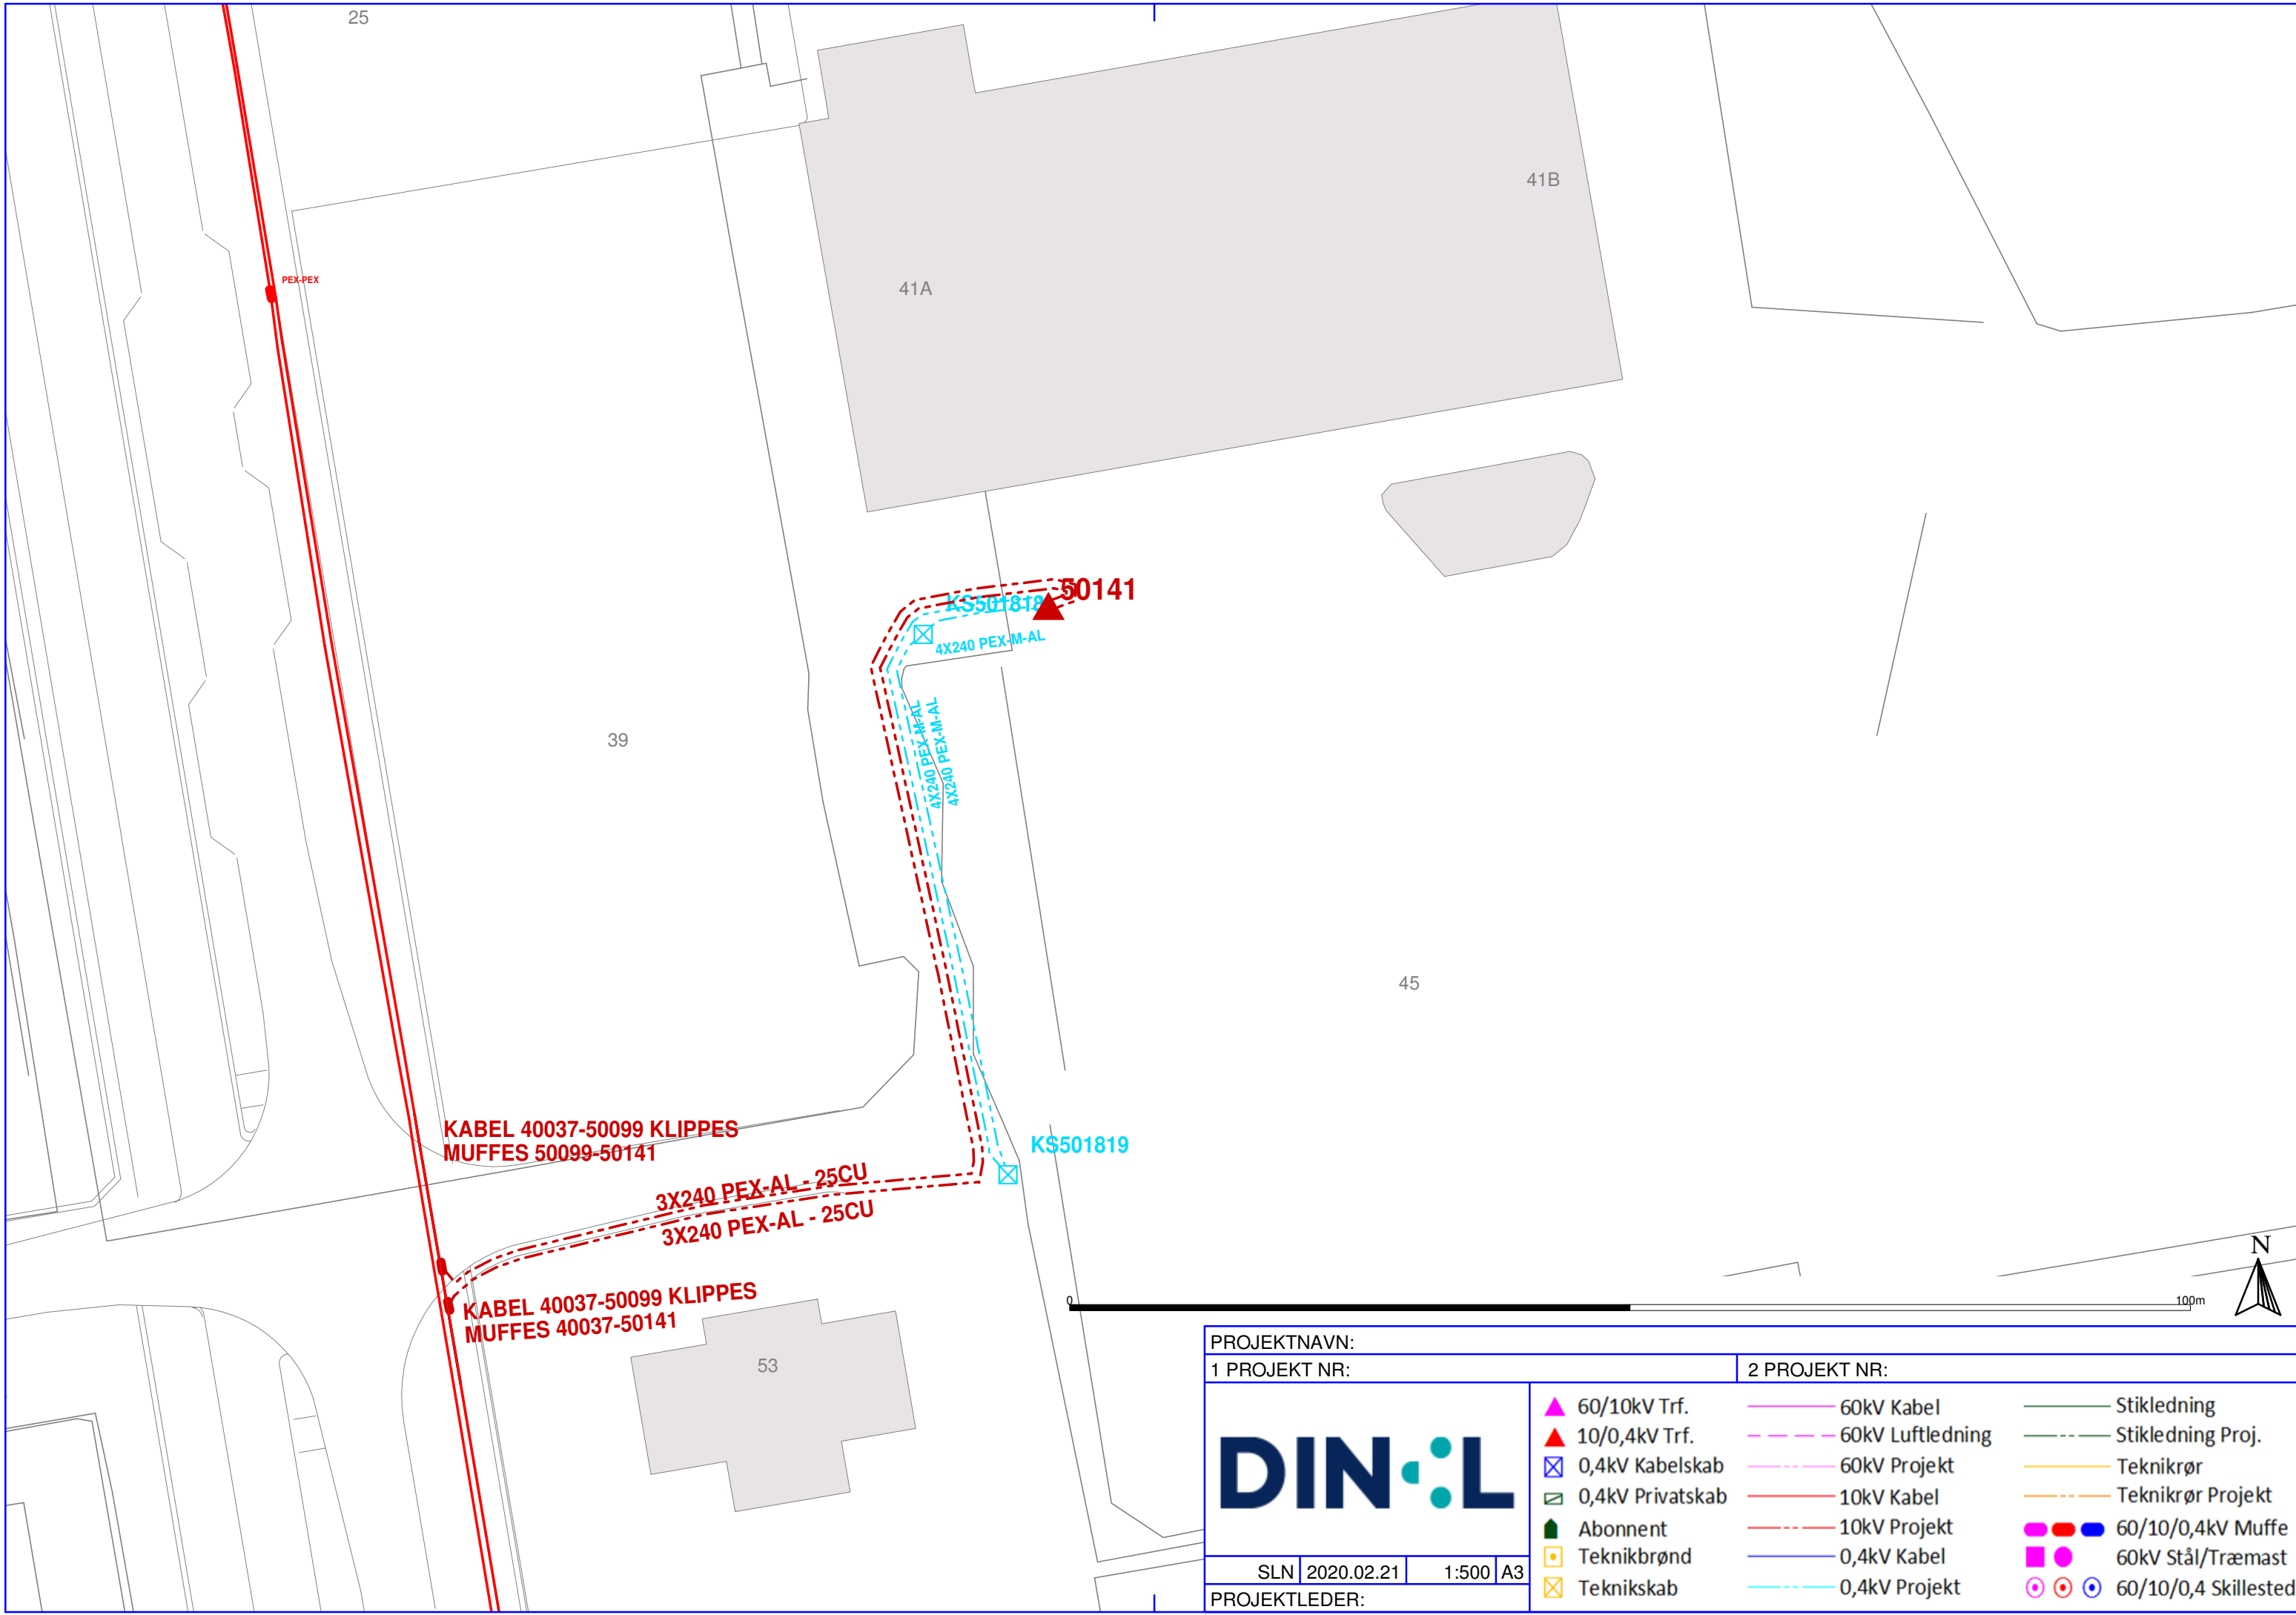 25
41B
PEX-PEX
41A
50141
KS501818
4X240 PEX-M-AL
4X240 PEX-M-AL
4X240 PEX-M-AL
39
45
KABEL 40037-50099 KLIPPES
MUFFES 50099-50141
KS501819
3X240 PEX-AL - 25CU
3X240 PEX-AL - 25CU
N
KABEL 40037-50099 KLIPPES
MUFFES 40037-50141
0
100m
53
PROJEKTNAVN:
1 PROJEKT NR:
2 PROJEKT NR:
DIN EL
60/10kV Trf.
10/0,4kV Trf.
0,4kV Kabelskab
0,4kV Privatskab
Abonnent
Teknikbrønd
Teknikskab
60kV Kabel
60kV Luftledning
60kV Projekt
10kV Kabel
10kV Projekt
0,4kV Kabel
0,4kV Projekt
Stikledning
Stikledning Proj.
Teknikrør
Teknikrør Projekt
60/10/0,4kV Muffe
60kV Stål/Træmast
60/10/0,4 Skillested
SLN 2020.02.21 1:500 A3
PROJEKTLEDER: